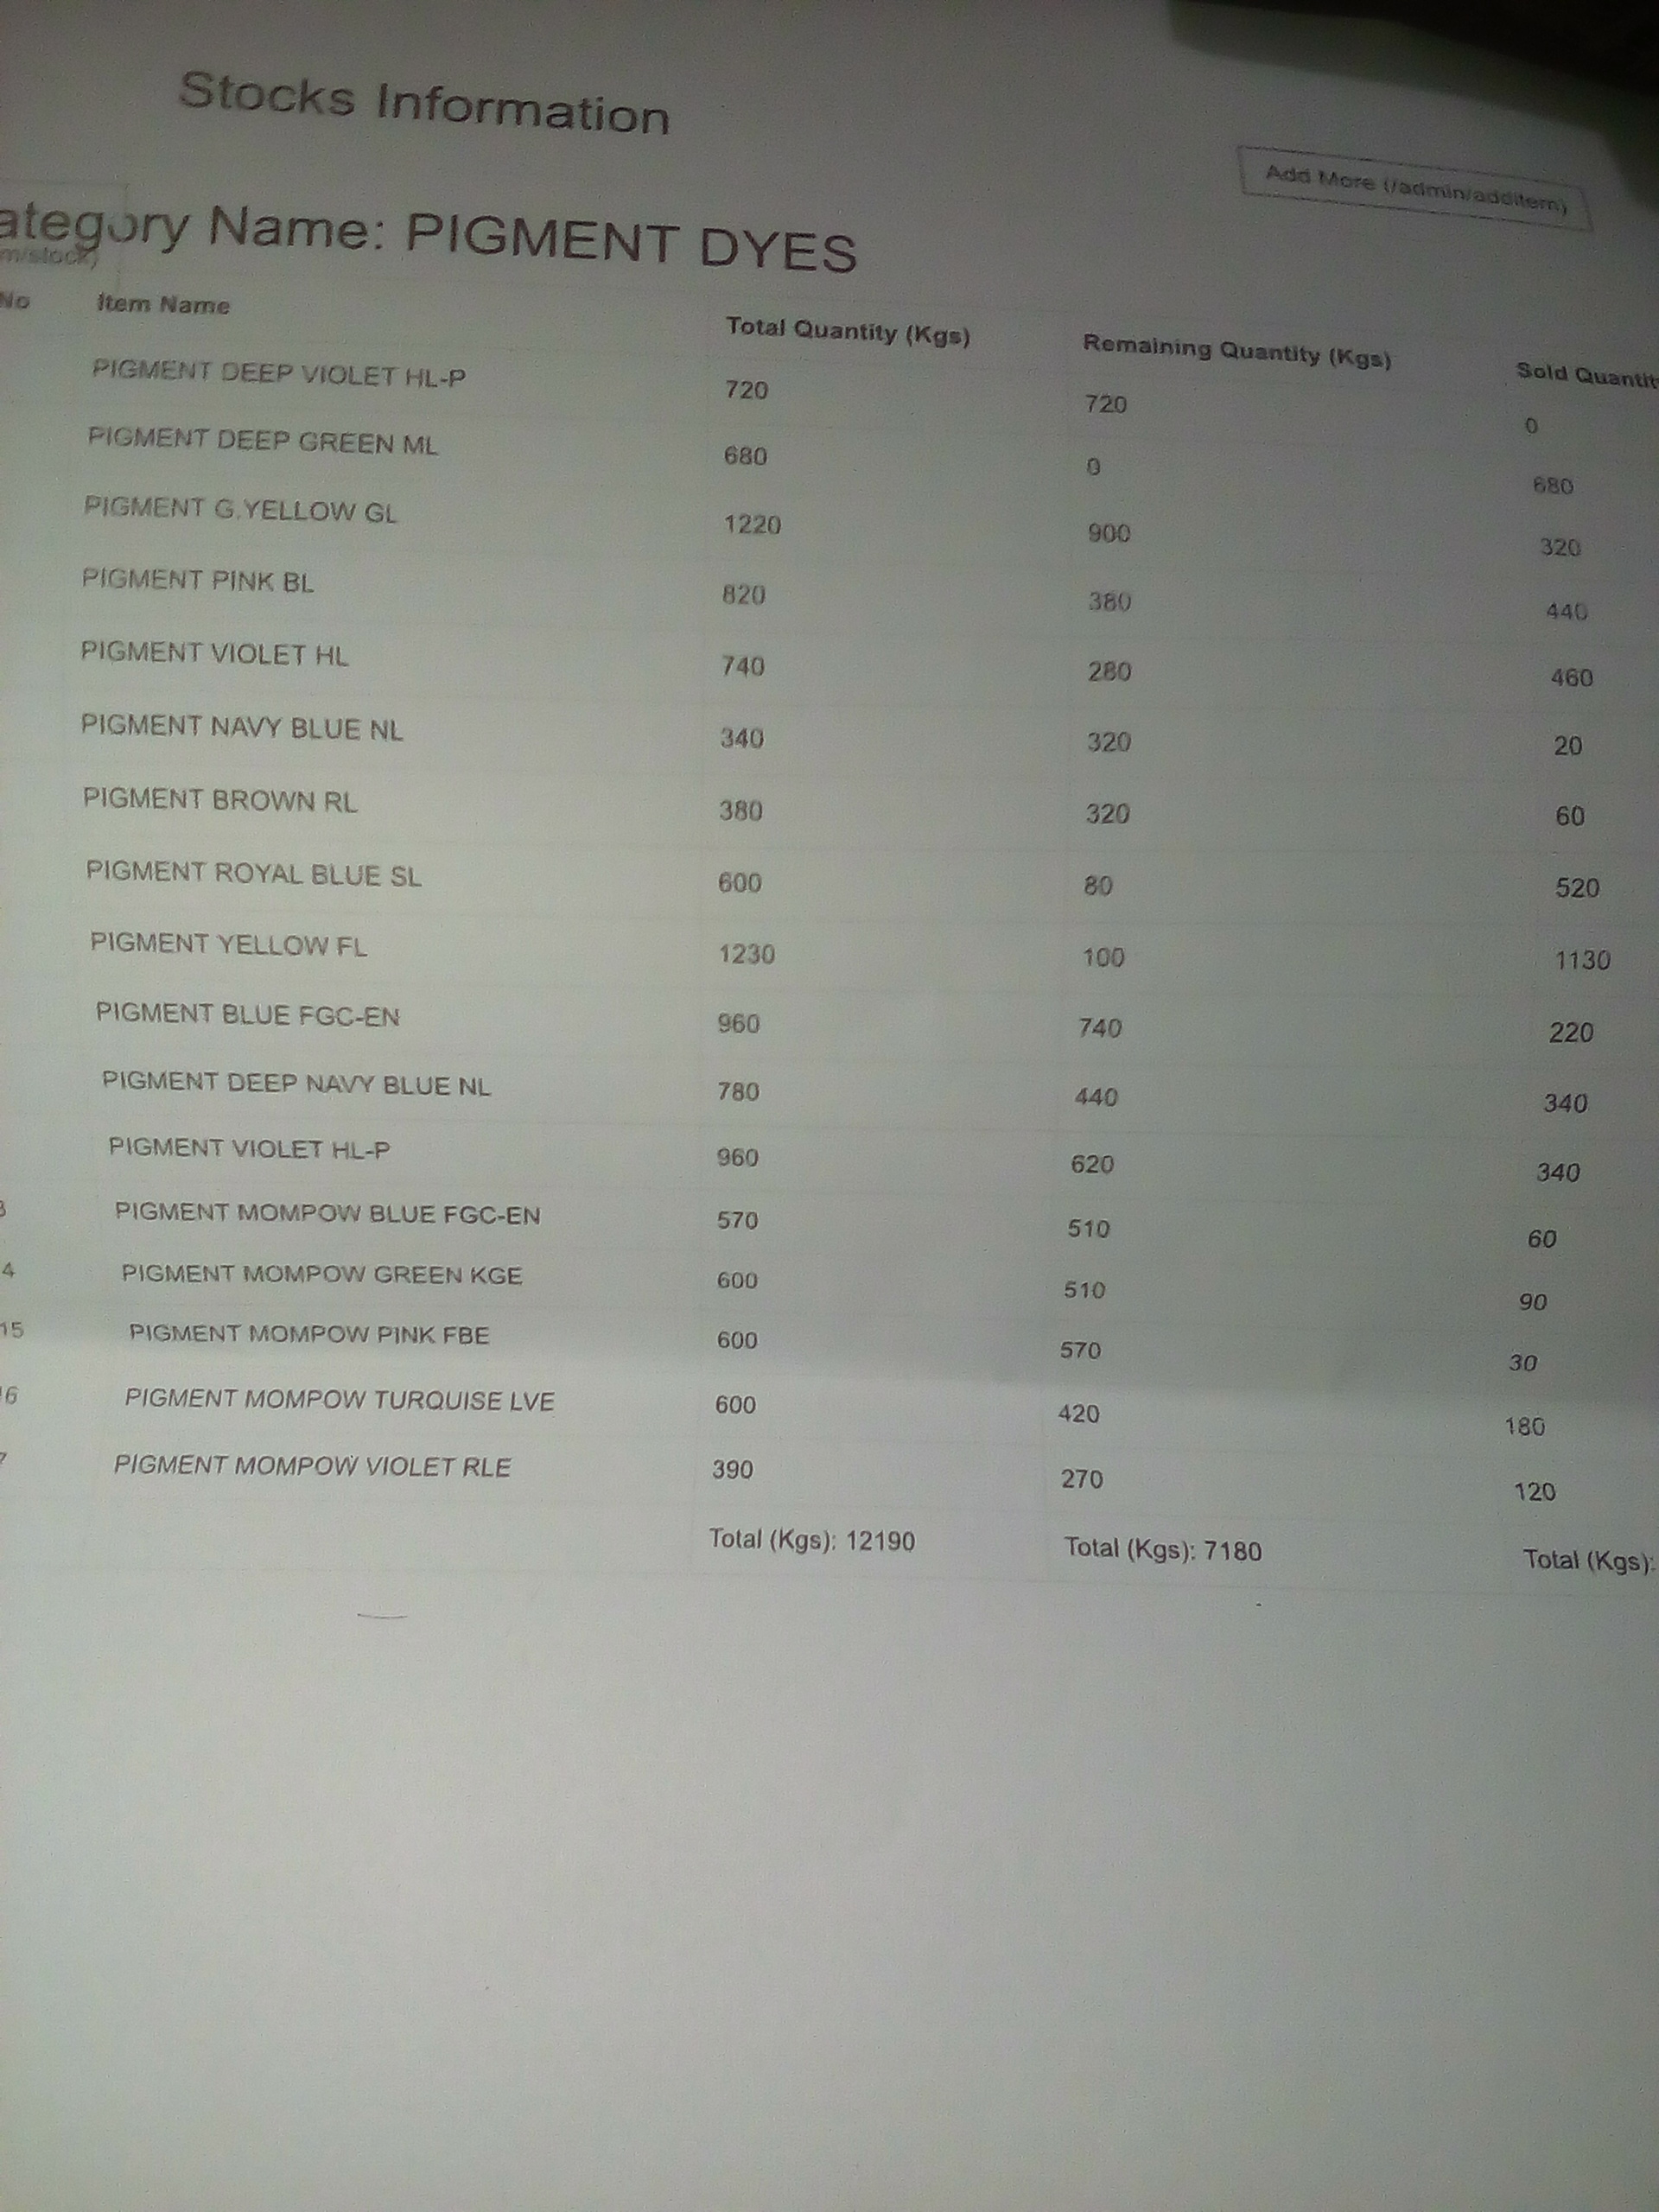 Stocks Information
Add More (/admin/additem)
ategory Name: PIGMENT DYES
No Item Name Total Quantity (Kgs) Remaining Quantity (Kgs) Sold Quantit
PIGMENT DEEP VIOLET HL-P 720 720 0
PIGMENT DEEP GREEN ML 680 0 680
PIGMENT G.YELLOW GL 1220 900 320
PIGMENT PINK BL 820 380 440
PIGMENT VIOLET HL 740 280 460
PIGMENT NAVY BLUE NL 340 320 20
PIGMENT BROWN RL 380 320 60
PIGMENT ROYAL BLUE SL 600 80 520
PIGMENT YELLOW FL 1230 100 1130
PIGMENT BLUE FGC-EN 960 740 220
PIGMENT DEEP NAVY BLUE NL 780 440 340
PIGMENT VIOLET HL-P 960 620 340
3 PIGMENT MOMPOW BLUE FGC-EN 570 510 60
4 PIGMENT MOMPOW GREEN KGE 600 510 90
15 PIGMENT MOMPOW PINK FBE 600 570 30
16 PIGMENT MOMPOW TURQUISE LVE 600 420 180
7 PIGMENT MOMPOW VIOLET RLE 390 270 120
Total (Kgs): 12190 Total (Kgs): 7180 Total (Kgs):